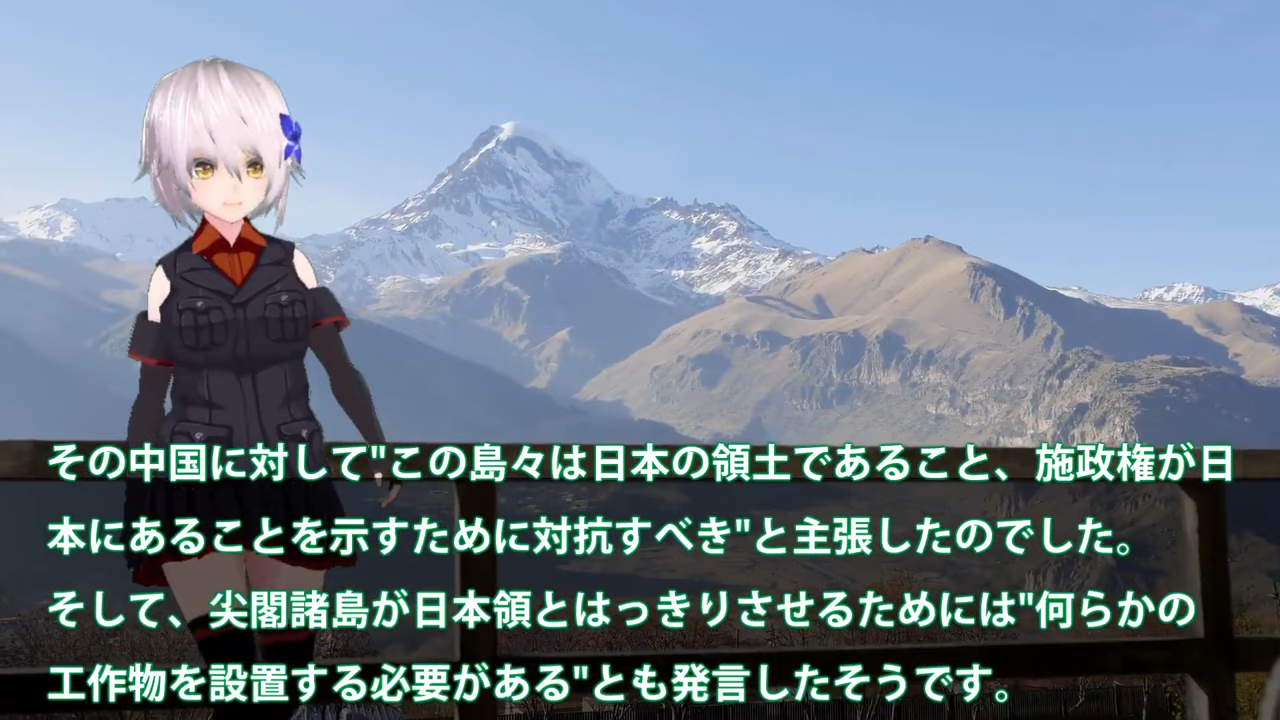 その中国に対して"この島々は日本の領土であること、施政権が日
本にあることを示すために対抗すべき"と主張したのでした。
そして、尖閣諸島が日本領とはっきりさせるためには"何らかの
工作物を設置する必要がある"とも発言したそうです。